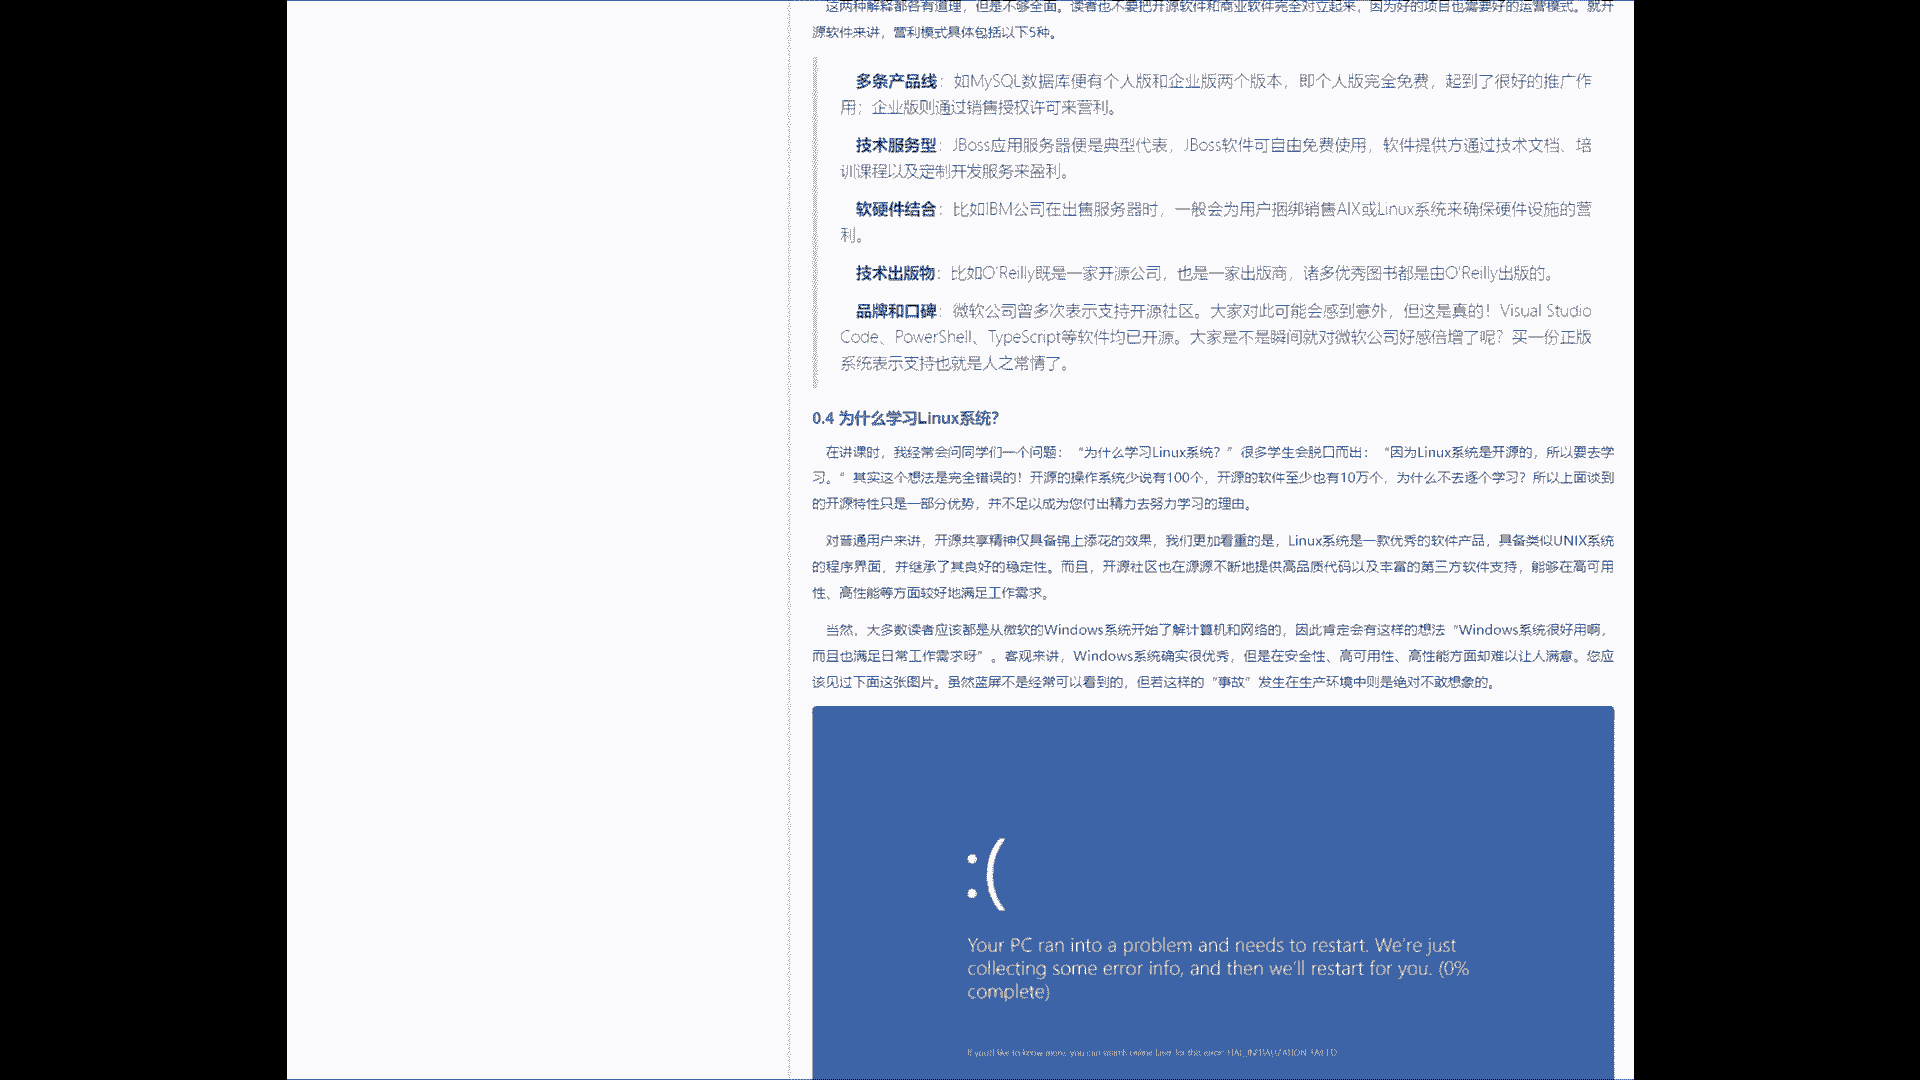 这两种解释都各有道理，但是不够全面。读者也不要把开源软件和商业软件完全对立起来，因为好的项目也需要好的运营模式。就开
源软件来讲，营利模式具体包括以下5种。
多条产品线：如MySQL数据库便有个人版和企业版两个版本，即个人版完全免费，起到了很好的推广作
用；企业版则通过销售授权许可来营利。
技术服务型：JBoss应用服务器便是典型代表，JBoss软件可自由免费使用，软件提供方通过技术文档、培
训课程以及定制开发服务来盈利。
软硬件结合：比如IBM公司在出售服务器时，一般会为用户捆绑销售AIX或Linux系统来确保硬件设施的营
利。
技术出版物：比如O'Reilly既是一家开源公司，也是一家出版商，诸多优秀图书都是由O'Reilly出版的。
品牌和口碑：微软公司曾多次表示支持开源社区。大家对此可能会感到意外，但这是真的！Visual Studio
Code、PowerShell、TypeScript等软件均已开源。大家是不是瞬间就对微软公司好感倍增了呢？买一份正版
系统表示支持也就是人之常情了。
0.4 为什么学习Linux系统？
在讲课时，我经常会问同学们一个问题：“为什么学习Linux系统？”很多学生会脱口而出：“因为Linux系统是开源的，所以要去学
习。”其实这个想法是完全错误的！开源的操作系统少说有100个，开源的软件至少也有10万个，为什么不去逐个学习？所以上面谈到
的开源特性只是一部分优势，并不足以成为您付出精力去努力学习的理由。
对普通用户来讲，开源共享精神仅具备锦上添花的效果，我们更加看重的是，Linux系统是一款优秀的软件产品，具备类似UNIX系统
的程序界面，并继承了其良好的稳定性。而且，开源社区也在源源不断地提供高品质代码以及丰富的第三方软件支持，能够在高可用
性、高性能等方面较好地满足工作需求。
当然，大多数读者应该都是从微软的Windows系统开始了解计算机和网络的，因此肯定会有这样的想法“Windows系统很好用啊，
而且也满足日常工作需求呀”。客观来讲，Windows系统确实很优秀，但是在安全性、高可用性、高性能方面却难以让人满意。您应
该见过下面这张图片。虽然蓝屏不是经常可以看到的，但若这样的“事故”发生在生产环境中则是绝对不敢想象的。
:(
Your PC ran into a problem and needs to restart. We're just
collecting some error info, and then we'll restart for you. (0%
complete)
If you'd like to know more, you can search online later for this error: HAL_INITIALIZATION_FAILED